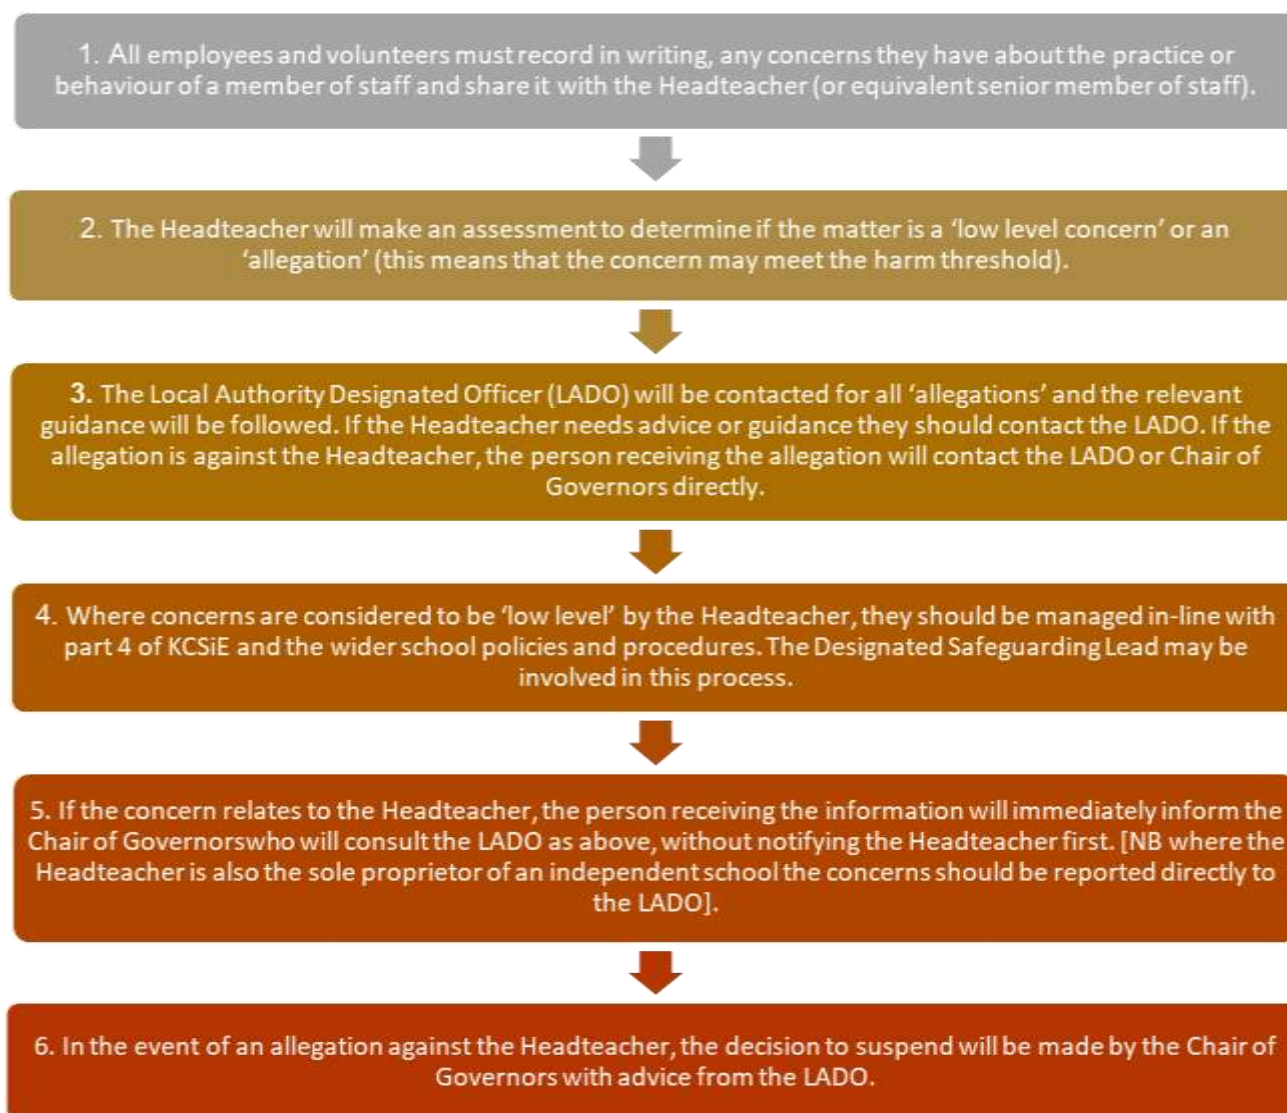 1. All employees and volunteers must record in writing, any concerns they have about the practice or
behaviour of a member of staff and share it with the Headteacher (or equivalent senior member of staff).
2. The Headteacher will make an assessment to determine if the matter is a ‘low level concern’ or an
‘allegation’ (this means that the concern may meet the harm threshold).
3. The Local Authority Designated Officer (LADO) will be contacted for all ‘allegations’ and the relevant
guidance will be followed. If the Headteacher needs advice or guidance they should contact the LADO. If the
allegation is against the Headteacher, the person receiving the allegation will contact the LADO or Chair of
Governors directly.
4. Where concerns are considered to be ‘low level’ by the Headteacher, they should be managed in-line with
part 4 of KCSiE and the wider school policies and procedures. The Designated Safeguarding Lead may be
involved in this process.
5. If the concern relates to the Headteacher, the person receiving the information will immediately inform the
Chair of Governorswho will consult the LADO as above, without notifying the Headteacher first. [NB where the
Headteacher is also the sole proprietor of an independent school the concerns should be reported directly to
the LADO].
6. In the event of an allegation against the Headteacher, the decision to suspend will be made by the Chair of
Governors with advice from the LADO.